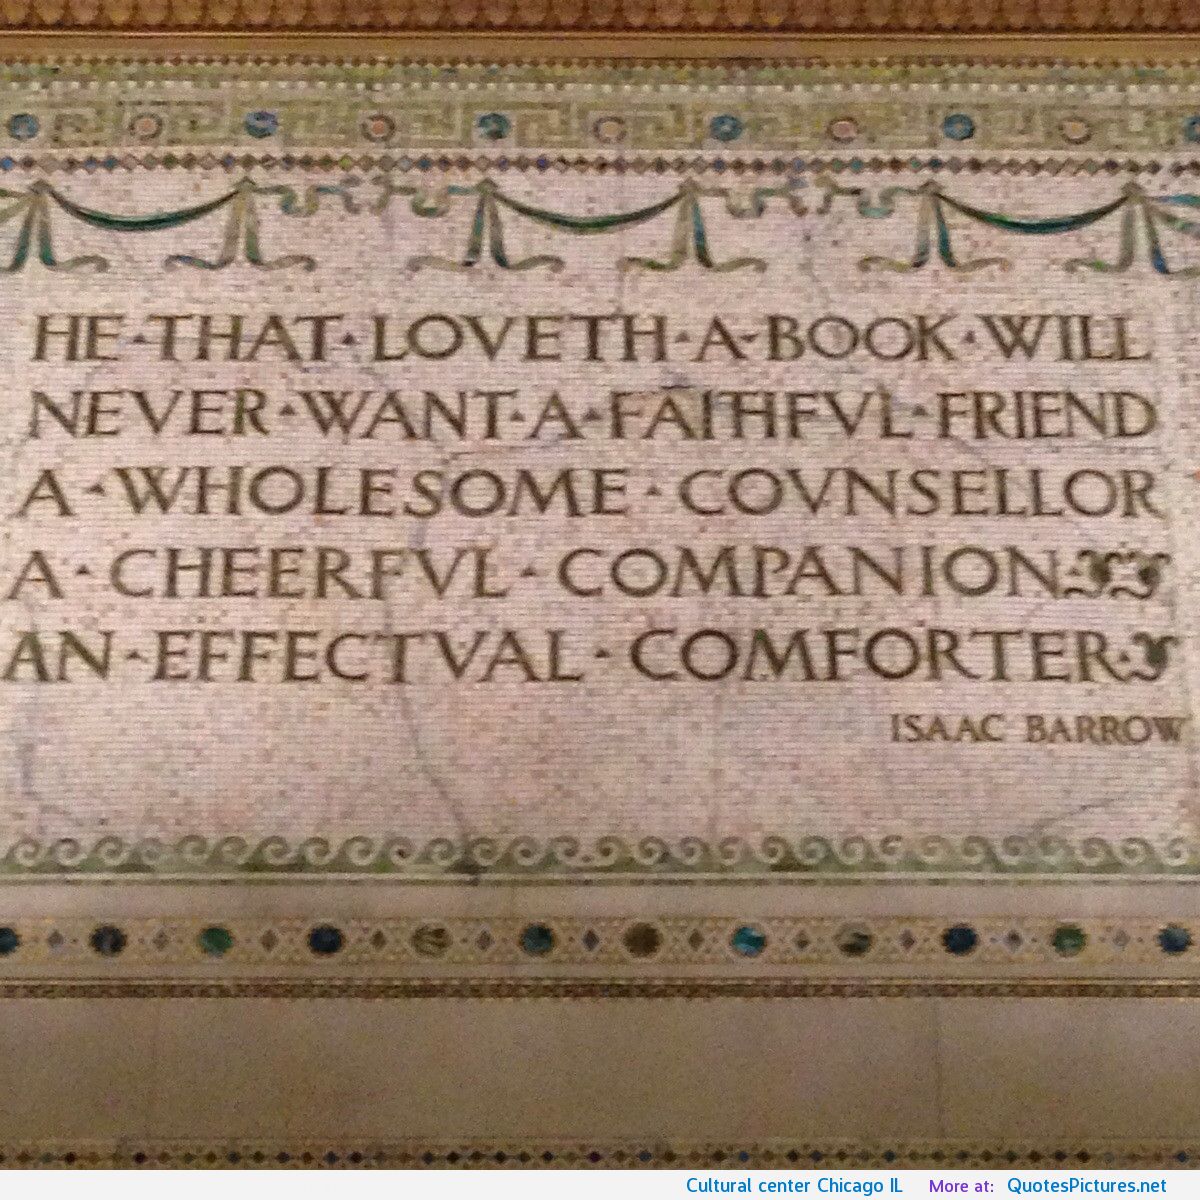 HE·THAT·LOVETH·A·BOOK·WILL
NEVER·WANT·A·FAITHFVL·FRIEND
A·WHOLESOME·COVNSELLOR
A·CHEERFVL·COMPANION·
AN·EFFECTVAL·COMFORTER·
ISAAC BARROW
Cultural center Chicago IL More at: QuotesPictures.net